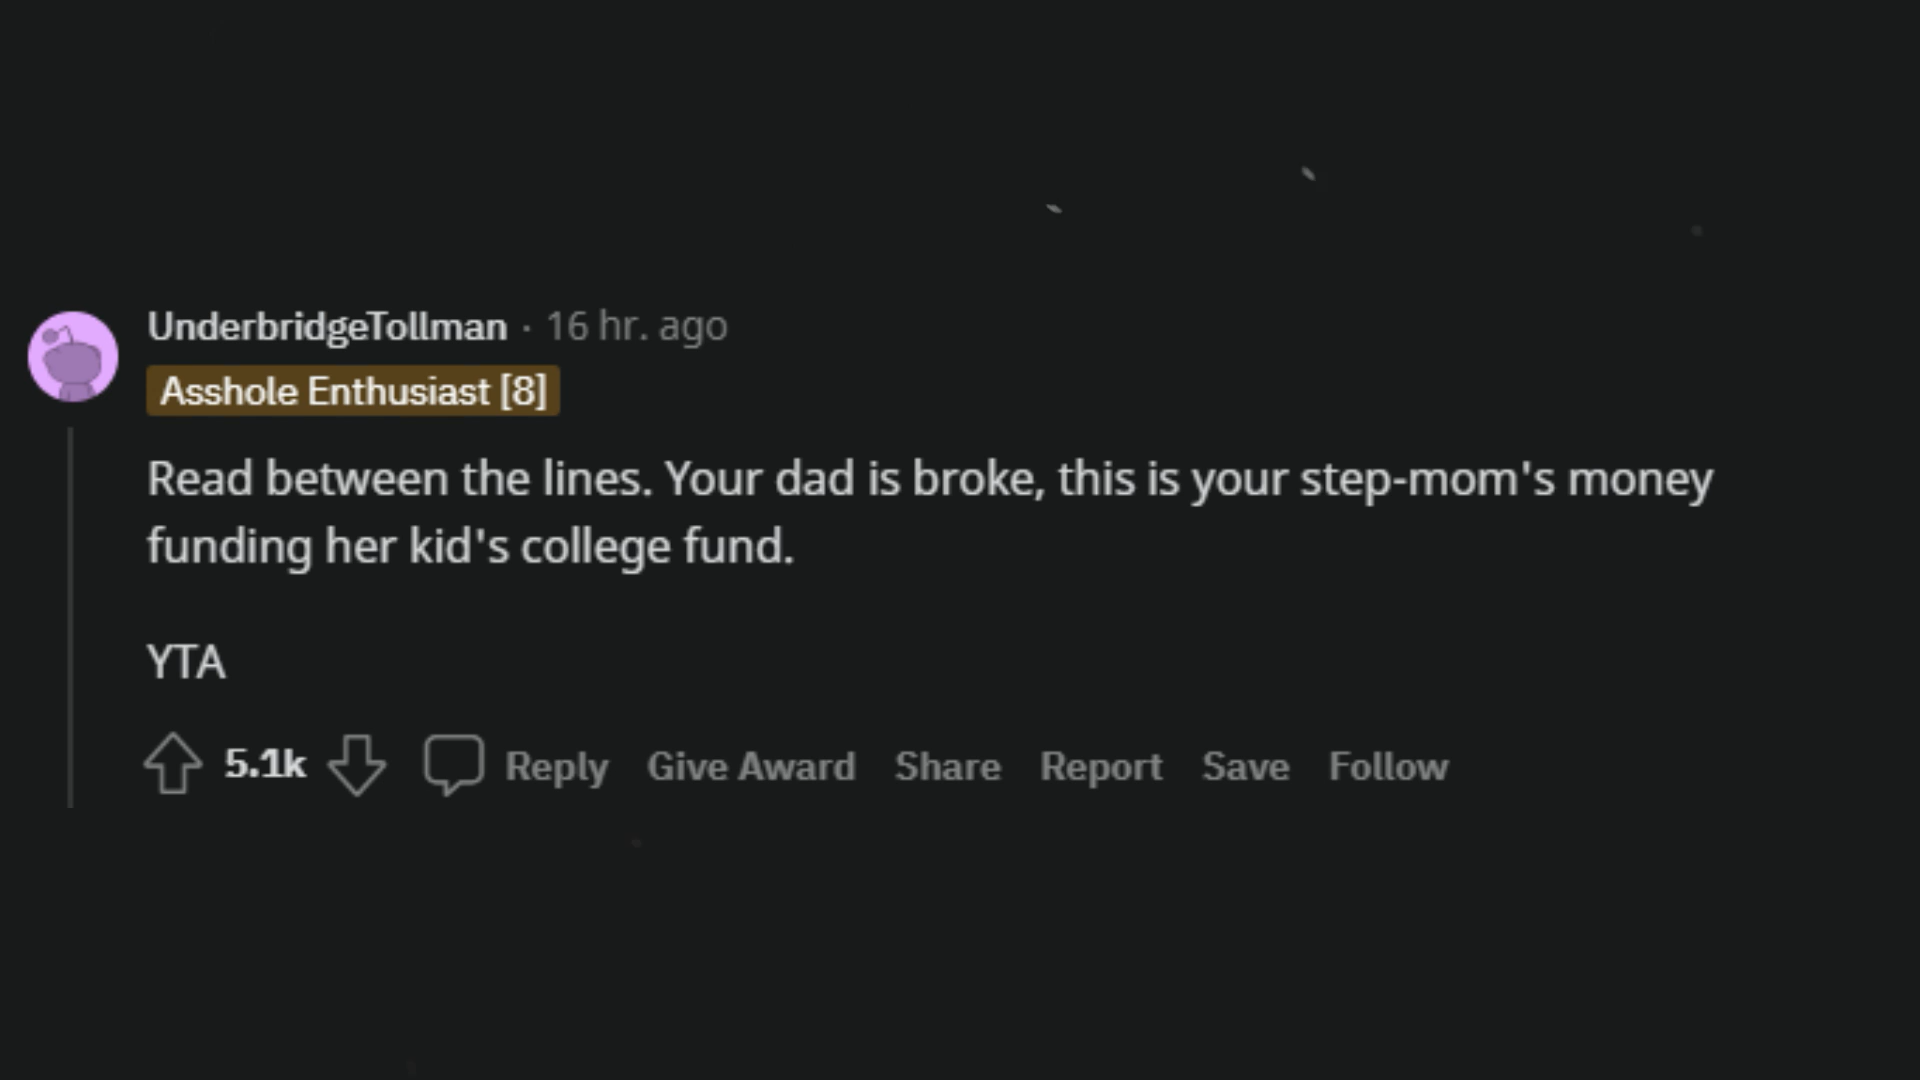 UnderbridgeTollman · 16 hr. ago
Asshole Enthusiast [8]
Read between the lines. Your dad is broke, this is your step-mom's money
funding her kid's college fund.
YTA
5.1k Reply Give Award Share Report Save Follow